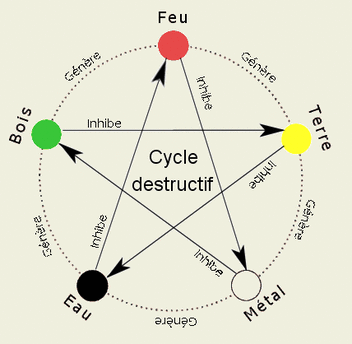 Feu
Génère
Génère
Inhibe
Bois
Inhibe
Terre
Cycle
destructif
Inhibe
Génère
Génère
Inhibe
Inhibe
Eau
Métal
Génère